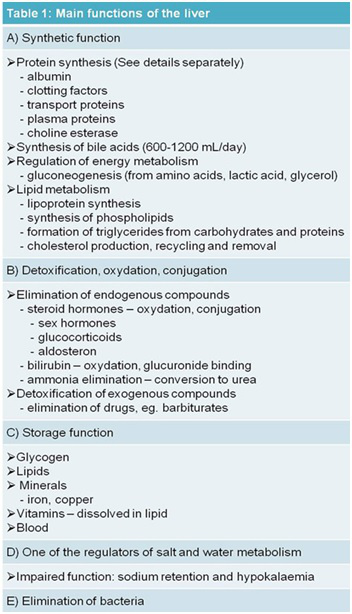 Table 1: Main functions of the liver
A) Synthetic function
➢Protein synthesis (See details separately)
- albumin
- clotting factors
- transport proteins
- plasma proteins
- choline esterase
➢Synthesis of bile acids (600-1200 mL/day)
➢Regulation of energy metabolism
- gluconeogenesis (from amino acids, lactic acid, glycerol)
➢Lipid metabolism
- lipoprotein synthesis
- synthesis of phospholipids
- formation of triglycerides from carbohydrates and proteins
- cholesterol production, recycling and removal
B) Detoxification, oxydation, conjugation
➢Elimination of endogenous compounds
- steroid hormones – oxydation, conjugation
- sex hormones
- glucocorticoids
- aldosteron
- bilirubin – oxydation, glucuronide binding
- ammonia elimination – conversion to urea
➢Detoxification of exogenous compounds
- elimination of drugs, eg. barbiturates
C) Storage function
➢Glycogen
➢Lipids
➢ Minerals
- iron, copper
➢Vitamins – dissolved in lipid
➢Blood
D) One of the regulators of salt and water metabolism
➢Impaired function: sodium retention and hypokalaemia
E) Elimination of bacteria